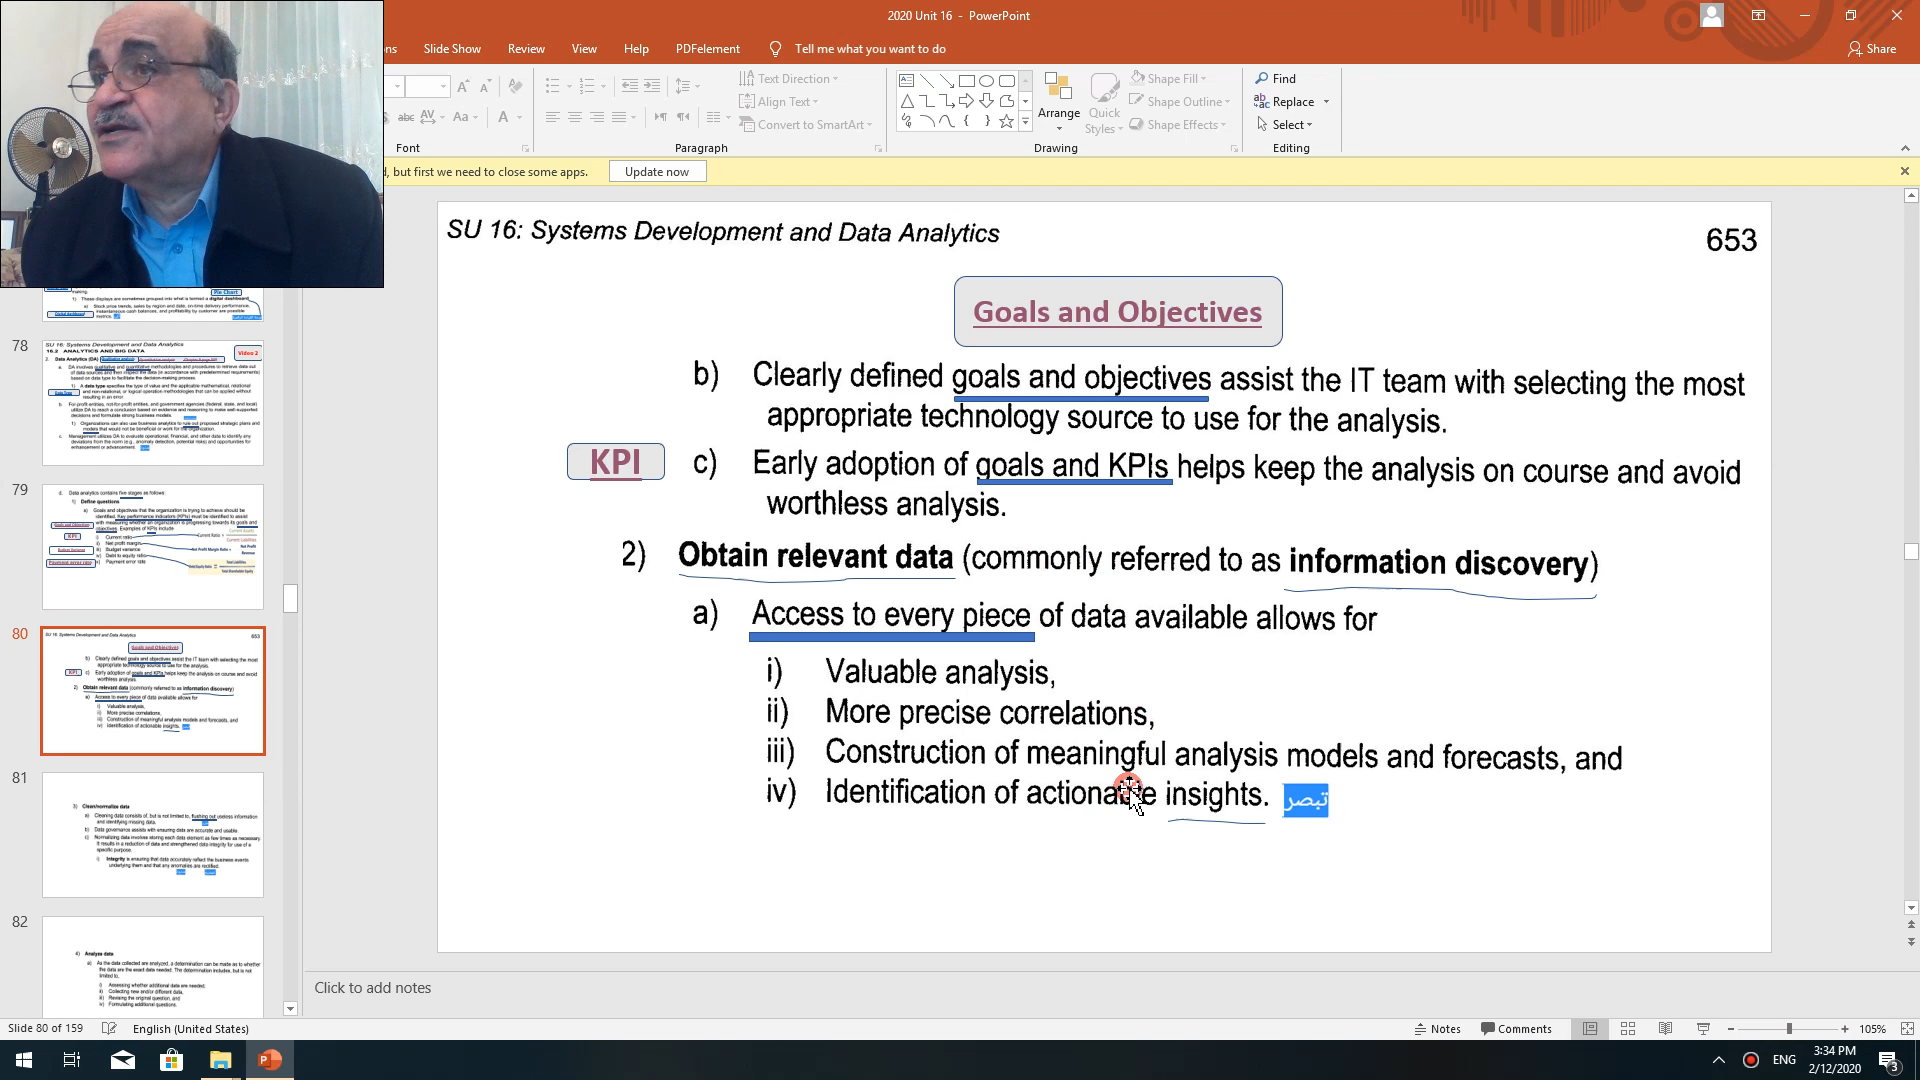 2020 Unit 16 - PowerPoint
Slide Show Review View Help PDFelement Tell me what you want to do
Share
Text Direction
Align Text
Convert to SmartArt
Font
Paragraph
Arrange
Quick Styles
Shape Fill
Shape Outline
Shape Effects
Drawing
Find
Replace
Select
Editing
, but first we need to close some apps. Update now
SU 16: Systems Development and Data Analytics
653
Goals and Objectives
b) Clearly defined goals and objectives assist the IT team with selecting the most
appropriate technology source to use for the analysis.
KPI
c) Early adoption of goals and KPIs helps keep the analysis on course and avoid
worthless analysis.
2) Obtain relevant data (commonly referred to as information discovery)
a) Access to every piece of data available allows for
i) Valuable analysis,
ii) More precise correlations,
iii) Construction of meaningful analysis models and forecasts, and
iv) Identification of actionable insights. تبصر
78
79
80
81
82
Click to add notes
Slide 80 of 159 English (United States)
Notes Comments 105%
ENG
3:34 PM
2/12/2020
3